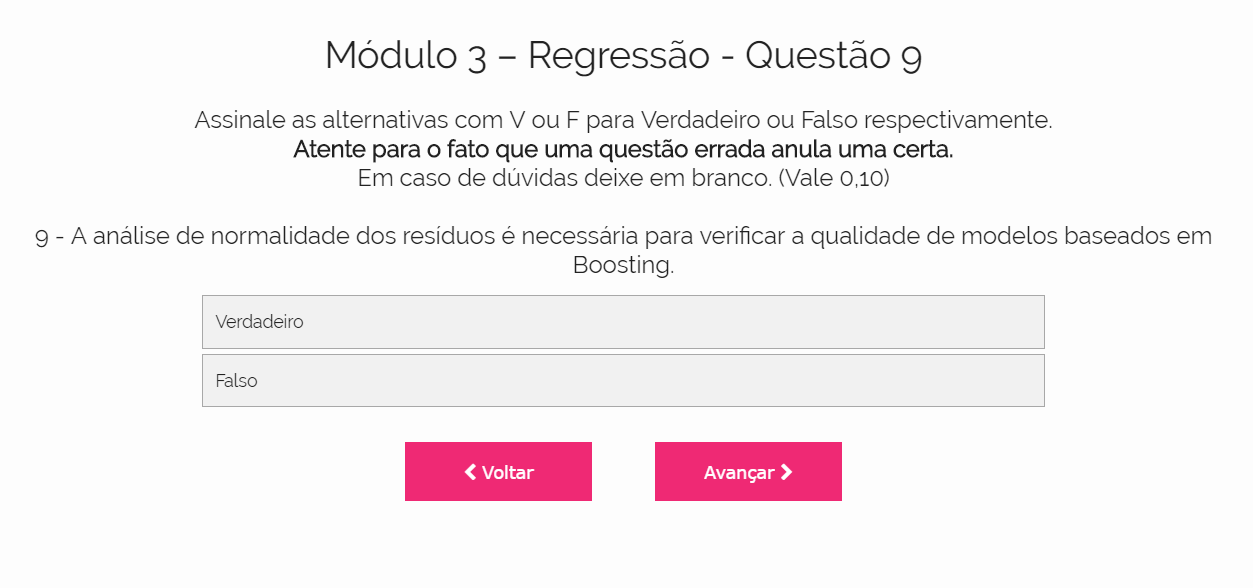 Módulo 3 – Regressão - Questão 9
Assinale as alternativas com V ou F para Verdadeiro ou Falso respectivamente.
Atente para o fato que uma questão errada anula uma certa.
Em caso de dúvidas deixe em branco. (Vale 0,10)
9 - A análise de normalidade dos resíduos é necessária para verificar a qualidade de modelos baseados em
Boosting.
Verdadeiro
Falso
Voltar
Avançar